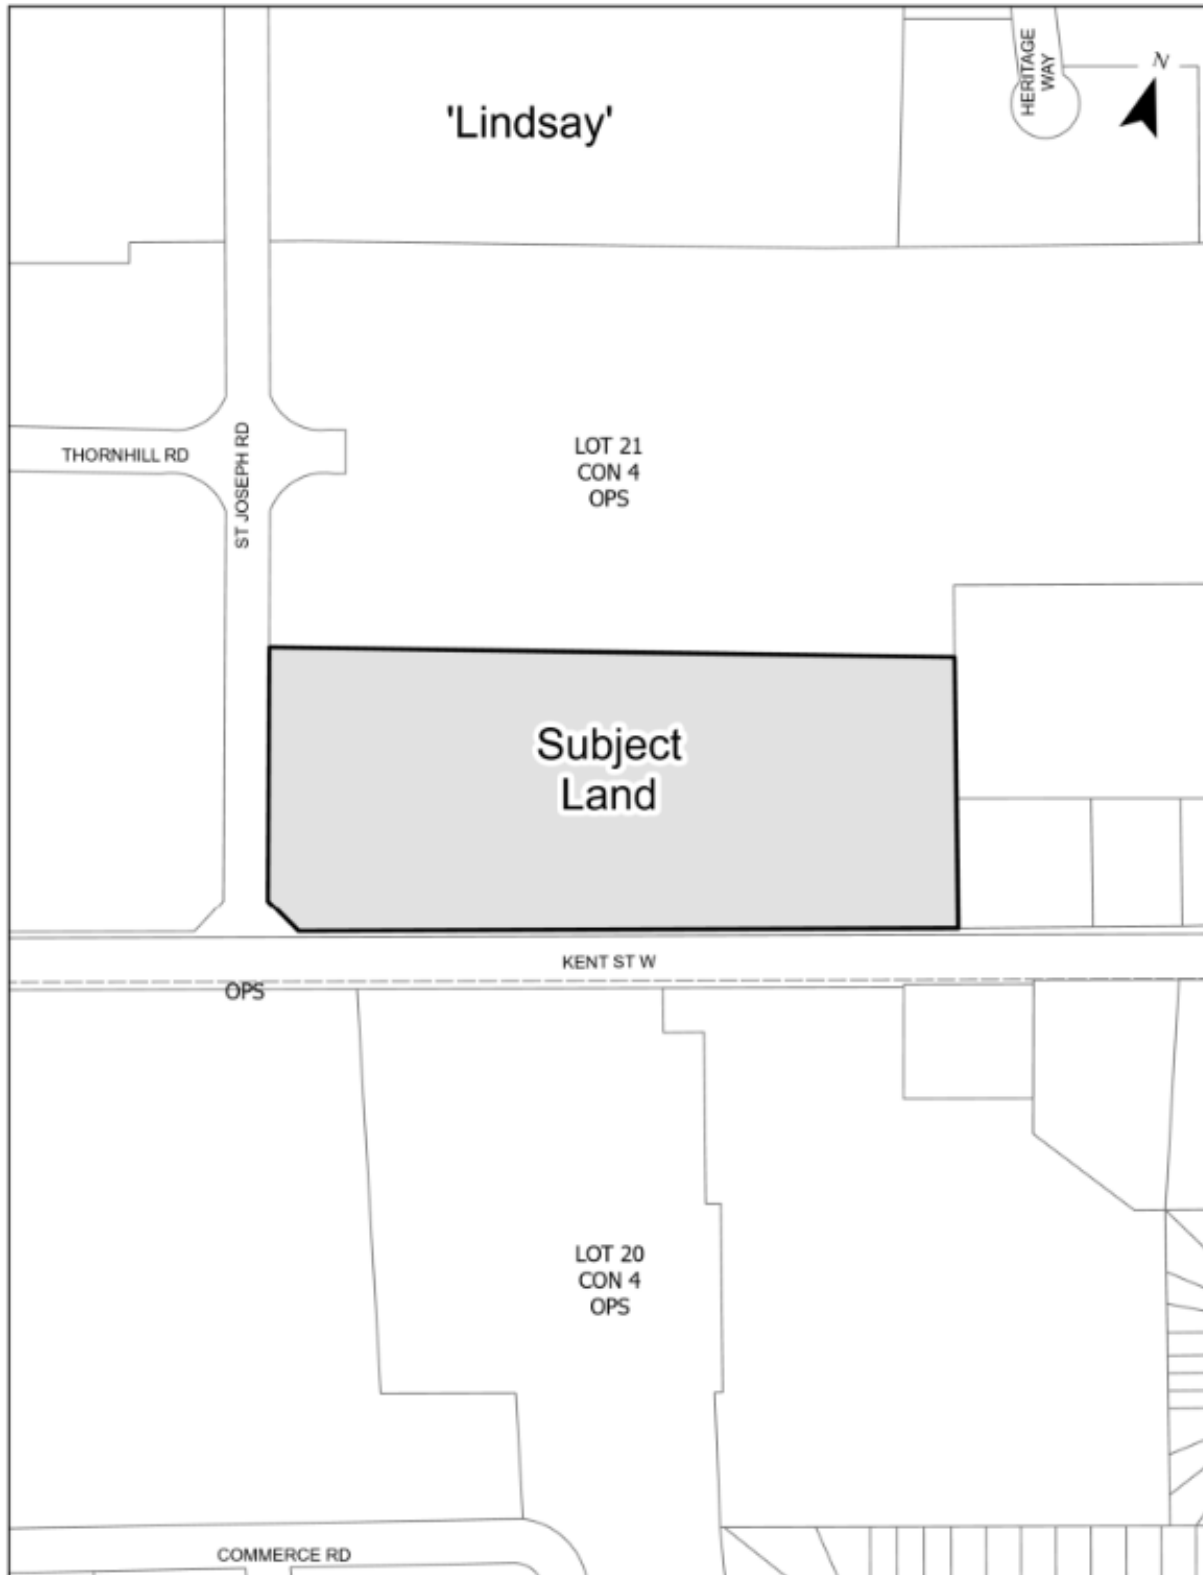 'Lindsay'
HERITAGE
WAY
N
THORNHILL RD
ST JOSEPH RD
LOT 21
CON 4
OPS
Subject
Land
KENT ST W
OPS
LOT 20
CON 4
OPS
COMMERCE RD